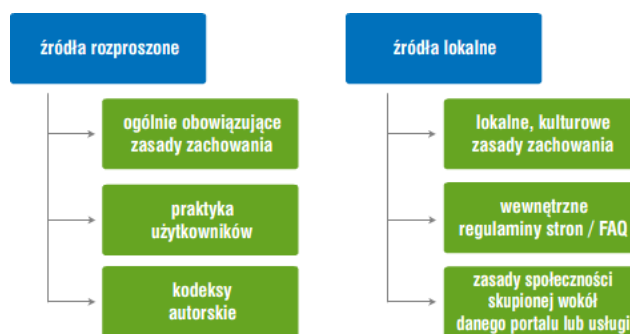 źródła rozproszone
ogólnie obowiązujące
zasady zachowania
praktyka
użytkowników
kodeksy
autorskie
źródła lokalne
lokalne, kulturowe
zasady zachowania
wewnętrzne
regulaminy stron / FAQ
zasady społeczności
skupionej wokół
danego portalu lub usługi